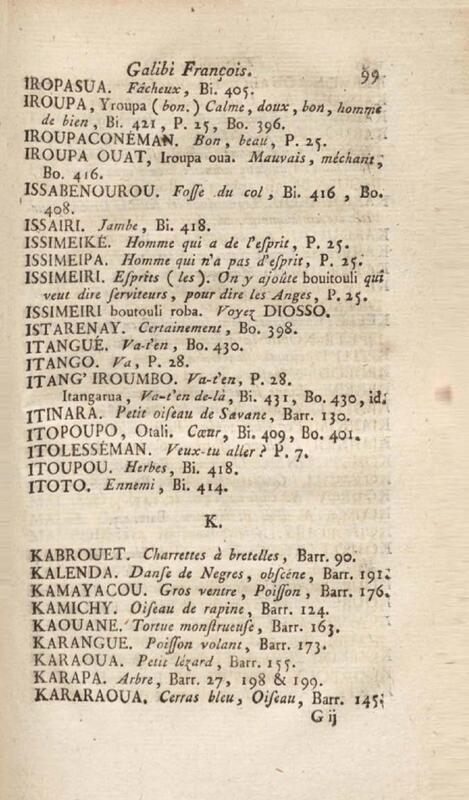 Galibi François. 99
IROPASUA. Fâcheux, Bi. 405.
IROUPA, Yroupa (bon.) Calme, doux, bon, homme
de bien, Bi. 421, P. 25, Bo. 396.
IROUPACONÉMAN. Bon, beau, P. 25.
IROUPA OUAT, Iroupa oua. Mauvais, méchant,
Bo. 416.
ISSABENOUROU. Fosse du col, Bi. 416, Bo.
408.
ISSAIRI. Jambe, Bi. 418.
ISSIMEIKÉ. Homme qui a de l'esprit, P. 25.
ISSIMEIPA. Homme qui n'a pas d'esprit, P. 25.
ISSIMEIRI. Esprits (les). On y ajoûte bouitouli qui
veut dire serviteurs, pour dire les Anges, P. 25.
ISSIMEIRI boutouli roba. Voyez DIOSSO.
ISTARENAY. Certainement, Bo. 398.
ITANGUÉ. Va-t'en, Bo. 430.
ITANGO. Va, P. 28.
ITANG' IROUMBO. Va-t'en, P. 28.
Itangarua, Va-t'en de-là, Bi. 431, Bo. 430, id.
ITINARA. Petit oiseau de Savane, Barr. 130.
ITOPOUPO, Otali. Cœur, Bi. 409, Bo. 401.
ITOLESSÉMAN. Veux-tu aller? P. 7.
ITOUPOU. Herbes, Bi. 418.
ITOTO. Ennemi, Bi. 414.
K.
KABROUET. Charrettes à bretelles, Barr. 90.
KALENDA. Danse de Negres, obscéne, Barr. 191.
KAMAYACOU. Gros ventre, Poisson, Barr. 176.
KAMICHY. Oiseau de rapine, Barr. 124.
KAOUANE. Tortue monstrueuse, Barr. 163.
KARANGUE. Poisson volant, Barr. 173.
KARAOUA. Petit lézard, Barr. 155.
KARAPA. Arbre, Barr. 27, 198 & 199.
KARARAOUA. Cerras bleu, Oiseau, Barr. 145.
G ij